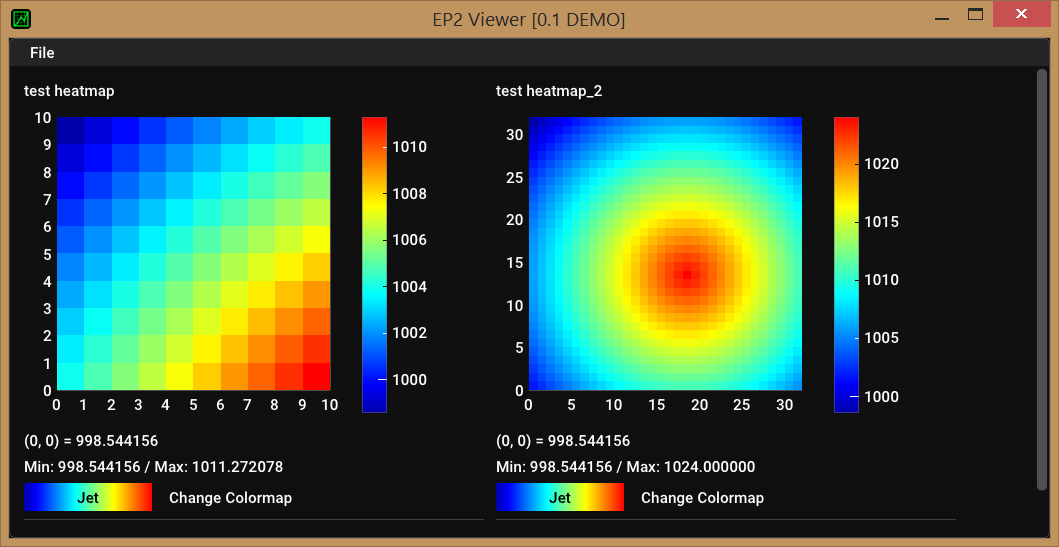 EP2 Viewer [0.1 DEMO]
File
test heatmap
10
9
8
7
6
5
4
3
2
1
0
0 1 2 3 4 5 6 7 8 9 10
1010
1008
1006
1004
1002
1000
(0, 0) = 998.544156
Min: 998.544156 / Max: 1011.272078
Jet Change Colormap
test heatmap_2
30
25
20
15
10
5
0
0 5 10 15 20 25 30
1020
1015
1010
1005
1000
(0, 0) = 998.544156
Min: 998.544156 / Max: 1024.000000
Jet Change Colormap